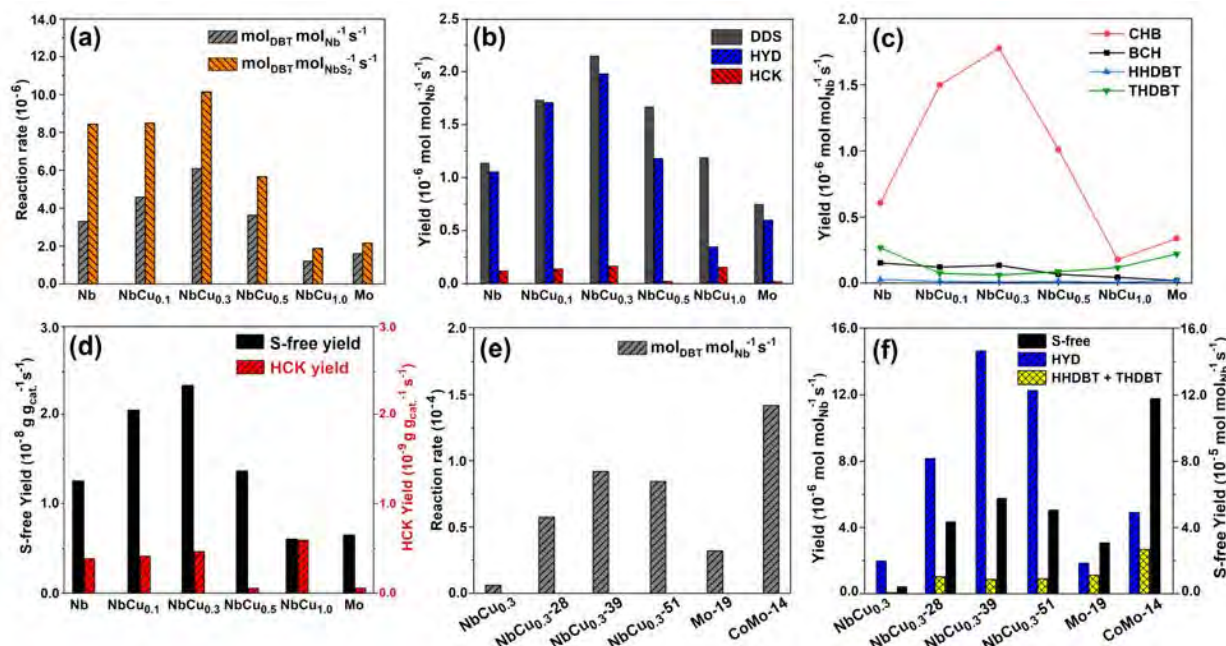 (a)
mol_DBT mol_Nb^-1 s^-1
mol_DBT mol_NbS2^-1 s^-1
Reaction rate (10^-6)
10.0
8.0
6.0
4.0
2.0
0.0
Nb NbCu0.1 NbCu0.3 NbCu0.5 NbCu1.0 Mo
(b)
DDS
HYD
HCK
Yield (10^-6 mol mol_Nb^-1 s^-1)
2.5
2.0
1.5
1.0
0.5
0.0
Nb NbCu0.1 NbCu0.3 NbCu0.5 NbCu1.0 Mo
(c)
CHB
BCH
HHDBT
THDBT
Yield (10^-6 mol mol_Nb^-1 s^-1)
2.0
1.5
1.0
0.5
0.0
Nb NbCu0.1 NbCu0.3 NbCu0.5 NbCu1.0 Mo
(d)
S-free yield
HCK yield
S-free Yield (10^-8 g g_cat.^-1 s^-1)
3.0
2.0
1.0
0.0
HCK Yield (10^-9 g g_cat.^-1 s^-1)
3.0
2.0
1.0
0.0
Nb NbCu0.1 NbCu0.3 NbCu0.5 NbCu1.0 Mo
(e)
mol_DBT mol_Nb^-1 s^-1
Reaction rate (10^-4)
2.0
1.5
1.0
0.5
0.0
NbCu0.3 NbCu0.3-28 NbCu0.3-39 NbCu0.3-51 Mo-19 CoMo-14
(f)
S-free
HYD
HHDBT + THDBT
Yield (10^-6 mol mol_Nb^-1 s^-1)
16.0
12.0
8.0
4.0
0.0
S-free Yield (10^-5 mol mol_Nb^-1 s^-1)
16.0
12.0
8.0
4.0
0.0
NbCu0.3 NbCu0.3-28 NbCu0.3-39 NbCu0.3-51 Mo-19 CoMo-14